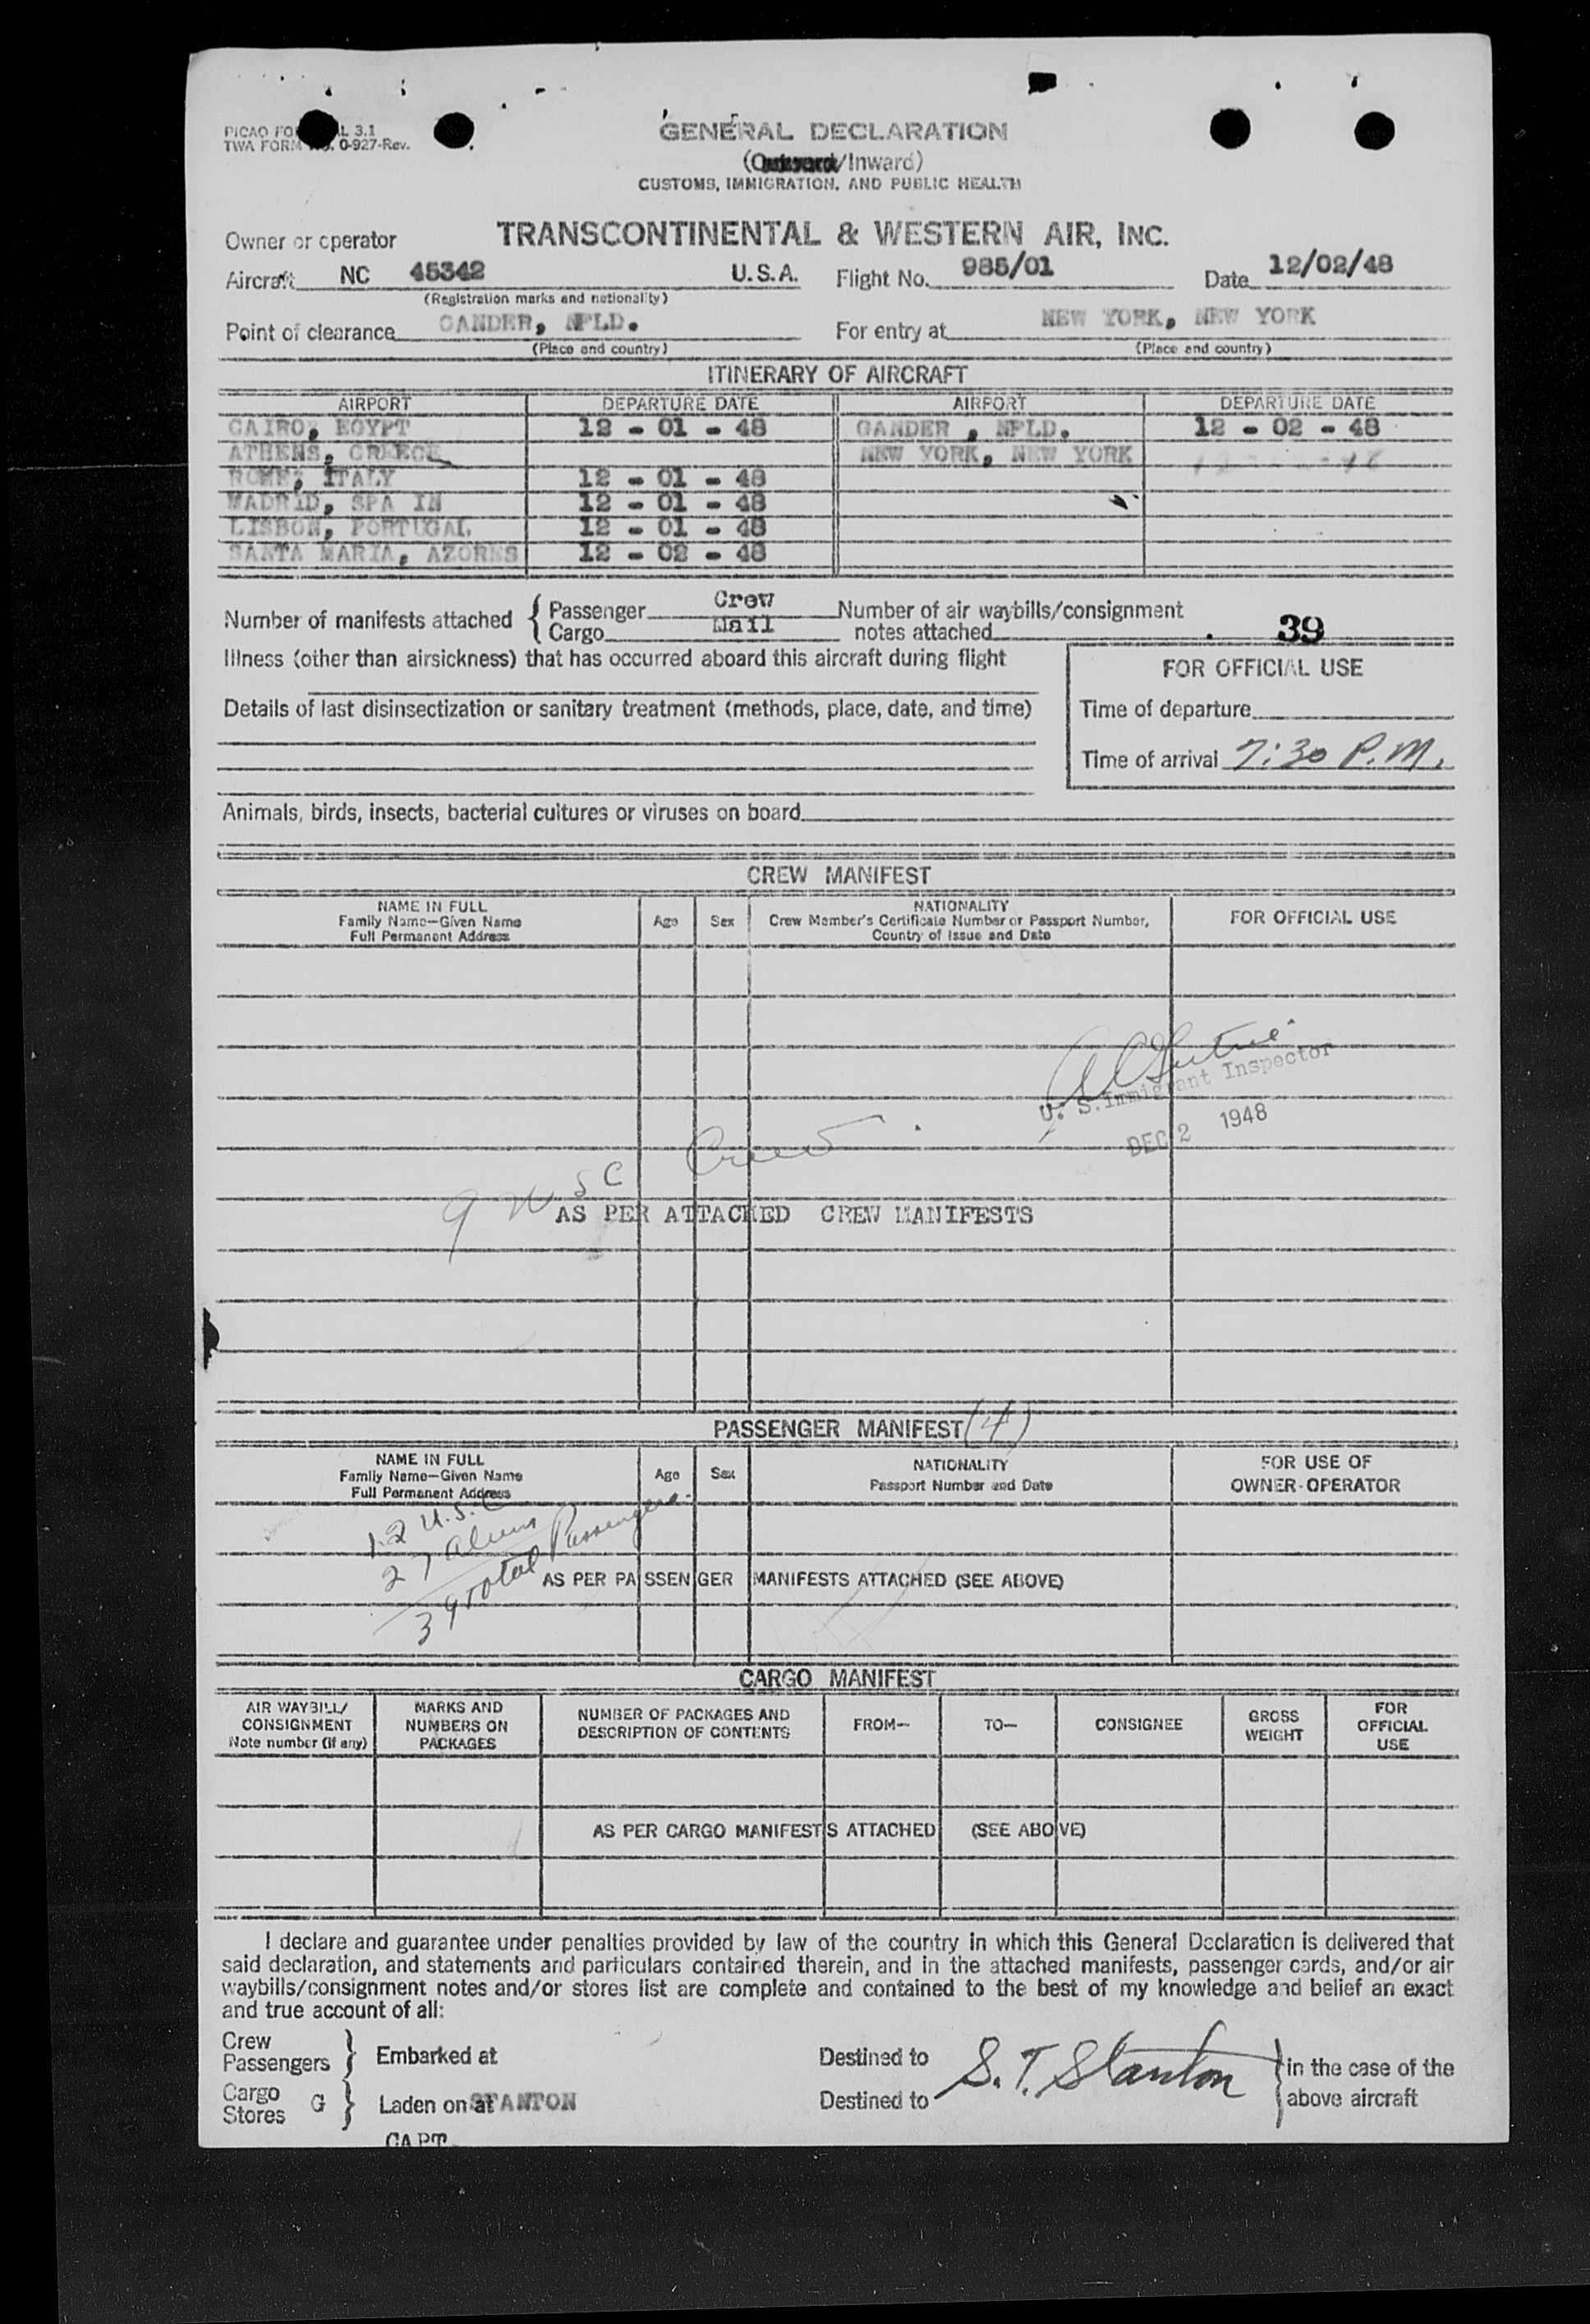 PICAO FO L 3.1
TWA FORM 0-927-Rev.
GENERAL DECLARATION
(Outward/Inward)
CUSTOMS, IMMIGRATION, AND PUBLIC HEALTH
Owner or operator TRANSCONTINENTAL & WESTERN AIR, INC.
Aircraft NC 45342 U.S.A. Flight No. 985/01 Date 12/02/48
(Registration marks and nationality)
Point of clearance GANDER, NFLD. For entry at NEW YORK, NEW YORK
(Place and country) (Place and country)
ITINERARY OF AIRCRAFT
AIRPORT DEPARTURE DATE AIRPORT DEPARTURE DATE
CAIRO, EGYPT 12 - 01 - 48 GANDER , NFLD. 12 - 02 - 48
ATHENS, GREECE NEW YORK, NEW YORK
ROME, ITALY 12 - 01 - 48
MADRID, SPA IN 12 - 01 - 48
LISBON, PORTUGAL 12 - 01 - 48
SANTA MARIA, AZORES 12 - 02 - 48
Number of manifests attached { Passenger Crew Number of air waybills/consignment
Cargo Mail notes attached 39
Illness (other than airsickness) that has occurred aboard this aircraft during flight
FOR OFFICIAL USE
Details of last disinsectization or sanitary treatment (methods, place, date, and time)
Time of departure
Time of arrival 7:30 P.M.
Animals, birds, insects, bacterial cultures or viruses on board
CREW MANIFEST
NAME IN FULL
Family Name—Given Name
Full Permanent Address
Age Sex
NATIONALITY
Crew Member's Certificate Number or Passport Number,
Country of Issue and Date
FOR OFFICIAL USE
U. S. Immigrant Inspector
DEC 2 1948
9 U S C Crew
AS PER ATTACHED CREW MANIFESTS
PASSENGER MANIFEST (4)
NAME IN FULL
Family Name—Given Name
Full Permanent Address
Age Sex
NATIONALITY
Passport Number and Date
FOR USE OF
OWNER-OPERATOR
12 U.S.C
27 aliens
39 total Passengers.
AS PER PASSENGER MANIFESTS ATTACHED (SEE ABOVE)
CARGO MANIFEST
AIR WAYBILL/
CONSIGNMENT
Note number (if any)
MARKS AND
NUMBERS ON
PACKAGES
NUMBER OF PACKAGES AND
DESCRIPTION OF CONTENTS
FROM—
TO—
CONSIGNEE
GROSS
WEIGHT
FOR
OFFICIAL
USE
AS PER CARGO MANIFESTS ATTACHED (SEE ABOVE)
I declare and guarantee under penalties provided by law of the country in which this General Declaration is delivered that
said declaration, and statements and particulars contained therein, and in the attached manifests, passenger cards, and/or air
waybills/consignment notes and/or stores list are complete and contained to the best of my knowledge and belief an exact
and true account of all:
Crew
Passengers } Embarked at Destined to S. T. Stanton } in the case of the
Cargo G
Stores } Laden on at STANTON Destined to above aircraft
CAPT.